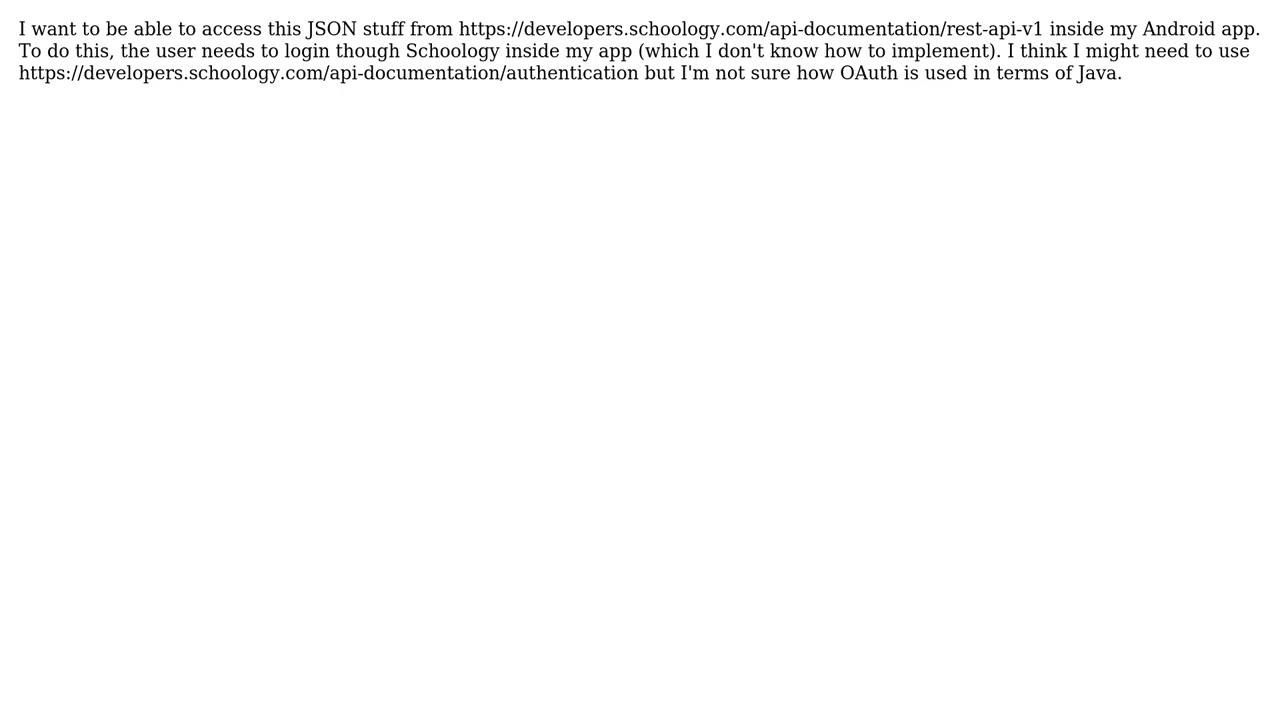 I want to be able to access this JSON stuff from https://developers.schoology.com/api-documentation/rest-api-v1 inside my Android app.
To do this, the user needs to login though Schoology inside my app (which I don't know how to implement). I think I might need to use
https://developers.schoology.com/api-documentation/authentication but I'm not sure how OAuth is used in terms of Java.